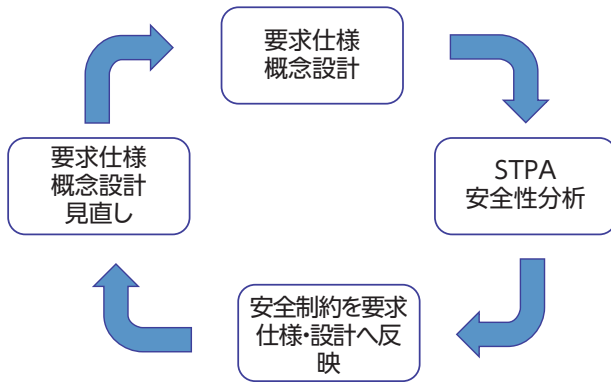 要求仕様
概念設計
STPA
安全性分析
安全制約を要求
仕様・設計へ反
映
要求仕様
概念設計
見直し